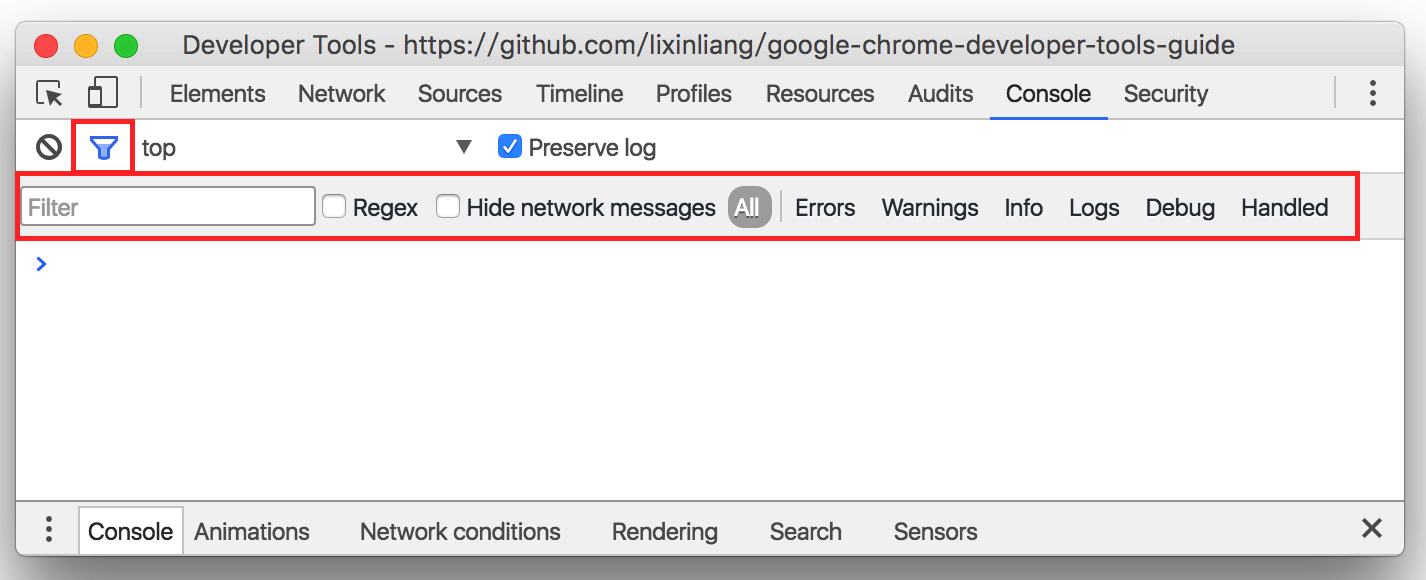 Developer Tools - https://github.com/lixinliang/google-chrome-developer-tools-guide
Elements Network Sources Timeline Profiles Resources Audits Console Security
top Preserve log
Filter Regex Hide network messages All Errors Warnings Info Logs Debug Handled
Console Animations Network conditions Rendering Search Sensors